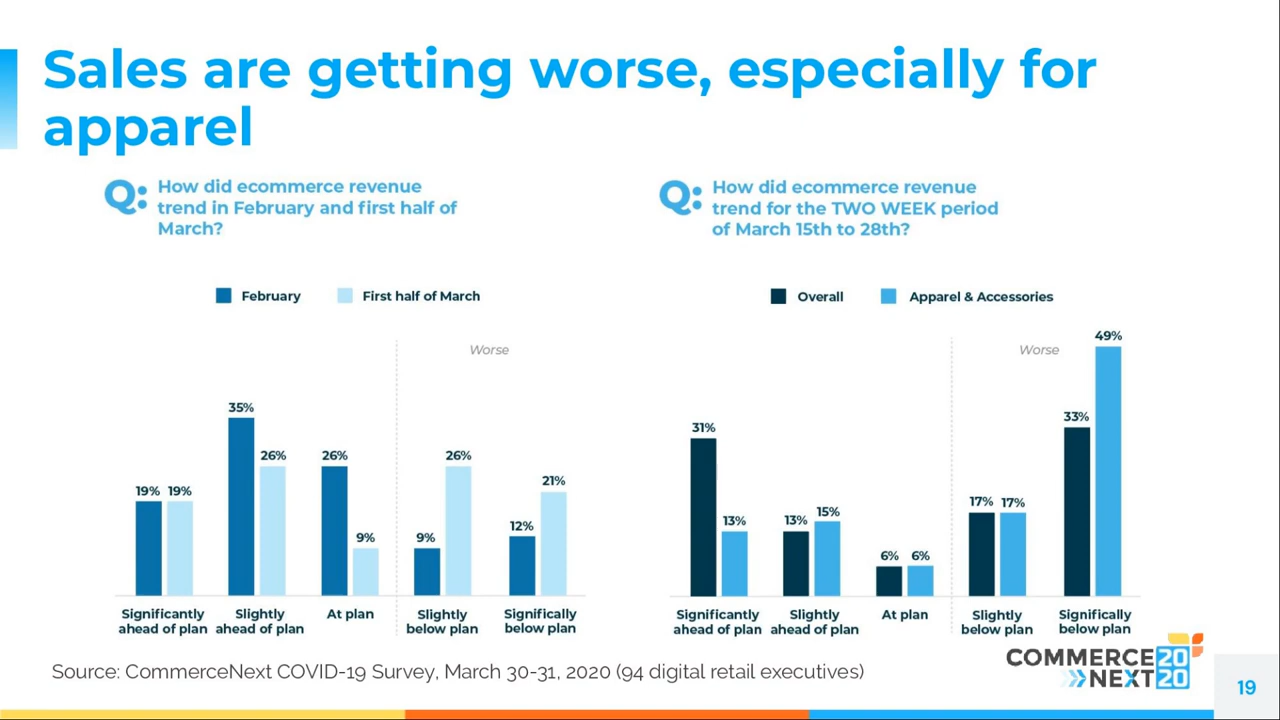 Sales are getting worse, especially for
apparel
Q: How did ecommerce revenue
trend in February and first half of
March?
February First half of March
Worse
35%
26%
26%
26%
19% 19%
21%
9%
9%
12%
Significantly
ahead of plan
Slightly
ahead of plan
At plan
Slightly
below plan
Significally
below plan
Q: How did ecommerce revenue
trend for the TWO WEEK period
of March 15th to 28th?
Overall Apparel & Accessories
Worse
49%
31%
33%
13%
13%
15%
6% 6%
17% 17%
Significantly
ahead of plan
Slightly
ahead of plan
At plan
Slightly
below plan
Significally
below plan
Source: CommerceNext COVID-19 Survey, March 30-31, 2020 (94 digital retail executives)
COMMERCE 20
NEXT 20
19